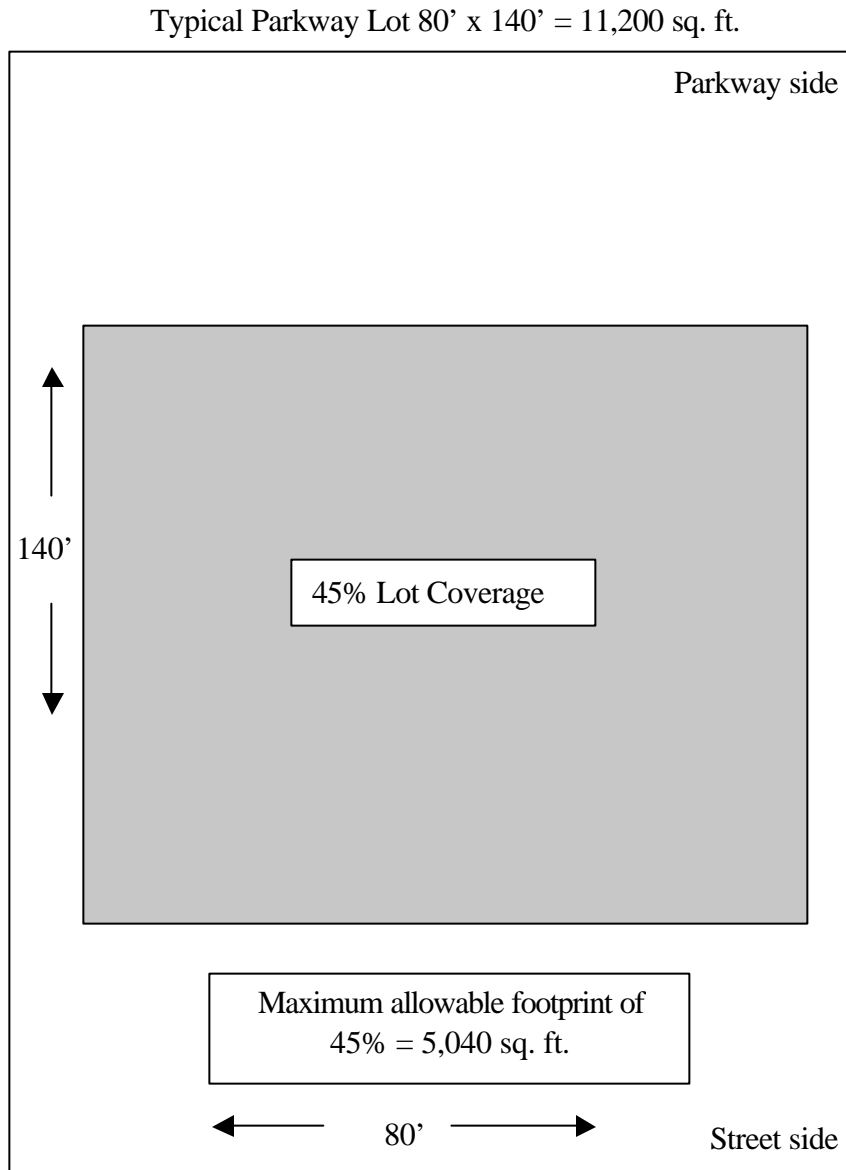 Typical Parkway Lot 80’ x 140’ = 11,200 sq. ft.
Parkway side
140’
45% Lot Coverage
Maximum allowable footprint of
45% = 5,040 sq. ft.
80’
Street side